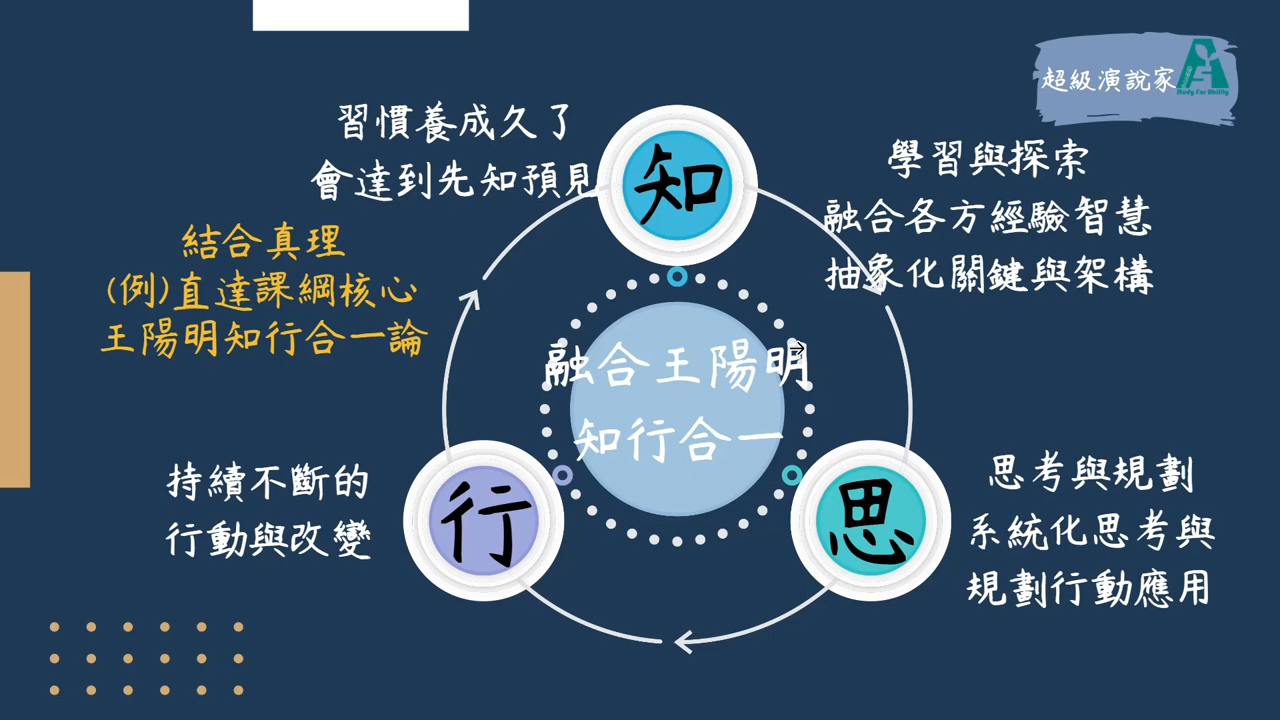 超級演說家
Ready For Ability
習慣養成久了
會達到先知預見
知
學習與探索
融合各方經驗智慧
抽象化關鍵與架構
結合真理
(例)直達課綱核心
王陽明知行合一論
融合王陽明
知行合一
持續不斷的
行動與改變
行
思
思考與規劃
系統化思考與
規劃行動應用